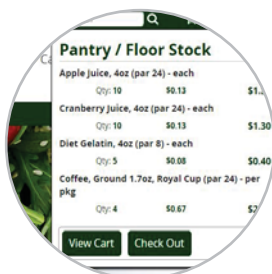 Pantry / Floor Stock
Apple Juice, 4oz (par 24) - each
Qty: 10 $0.13
Cranberry Juice, 4oz (par 24) - each
Qty: 10 $0.13 $1.30
Diet Gelatin, 4oz (par 8) - each
Qty: 5 $0.08 $0.40
Coffee, Ground 1.7oz, Royal Cup (par 24) - per
pkg
Qty: 4 $0.67
View Cart Check Out